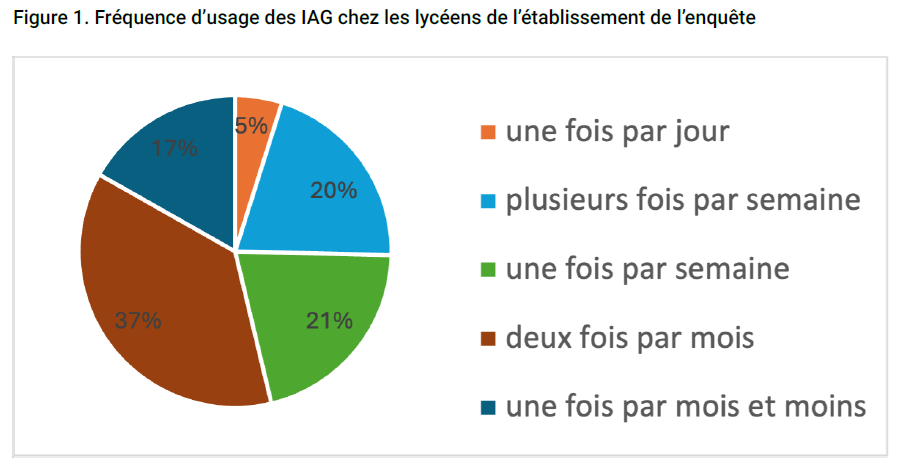 Figure 1. Fréquence d’usage des IAG chez les lycéens de l’établissement de l’enquête
5%
17%
20%
37%
21%
une fois par jour
plusieurs fois par semaine
une fois par semaine
deux fois par mois
une fois par mois et moins